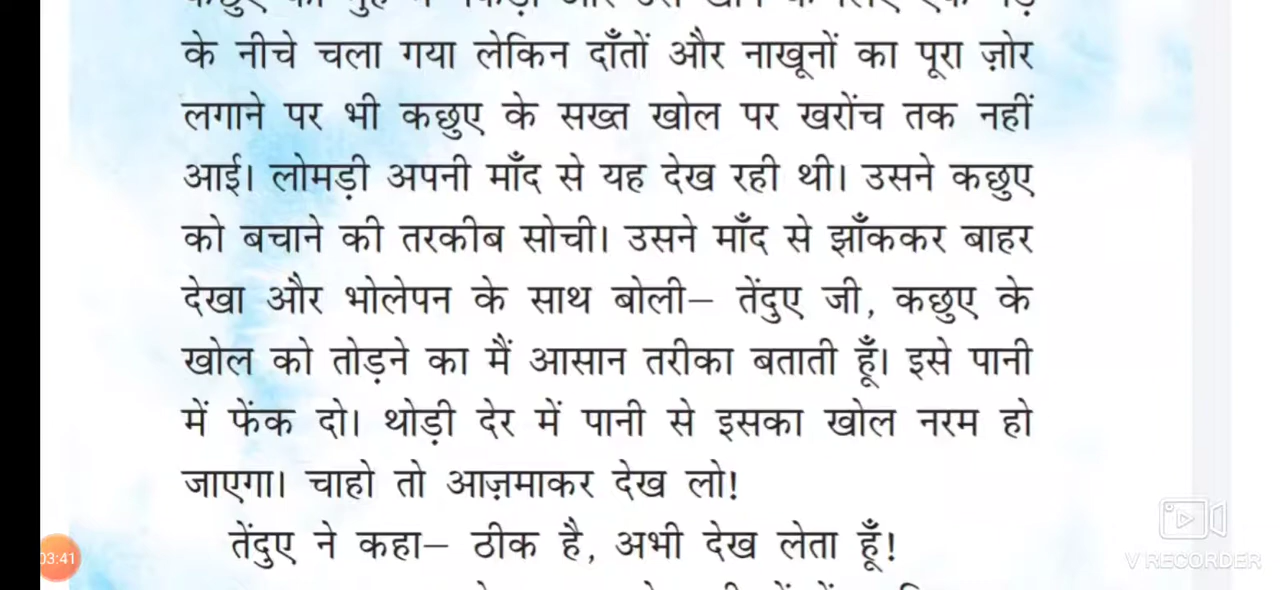 के नीचे चला गया लेकिन दाँतों और नाखूनों का पूरा ज़ोर
लगाने पर भी कछुए के सख्त खोल पर खरोंच तक नहीं
आई। लोमड़ी अपनी माँद से यह देख रही थी। उसने कछुए
को बचाने की तरकीब सोची। उसने माँद से झाँककर बाहर
देखा और भोलेपन के साथ बोली– तेंदुए जी, कछुए के
खोल को तोड़ने का मैं आसान तरीका बताती हूँ। इसे पानी
में फेंक दो। थोड़ी देर में पानी से इसका खोल नरम हो
जाएगा। चाहो तो आज़माकर देख लो!
तेंदुए ने कहा– ठीक है, अभी देख लेता हूँ!
03:41
V RECORDER